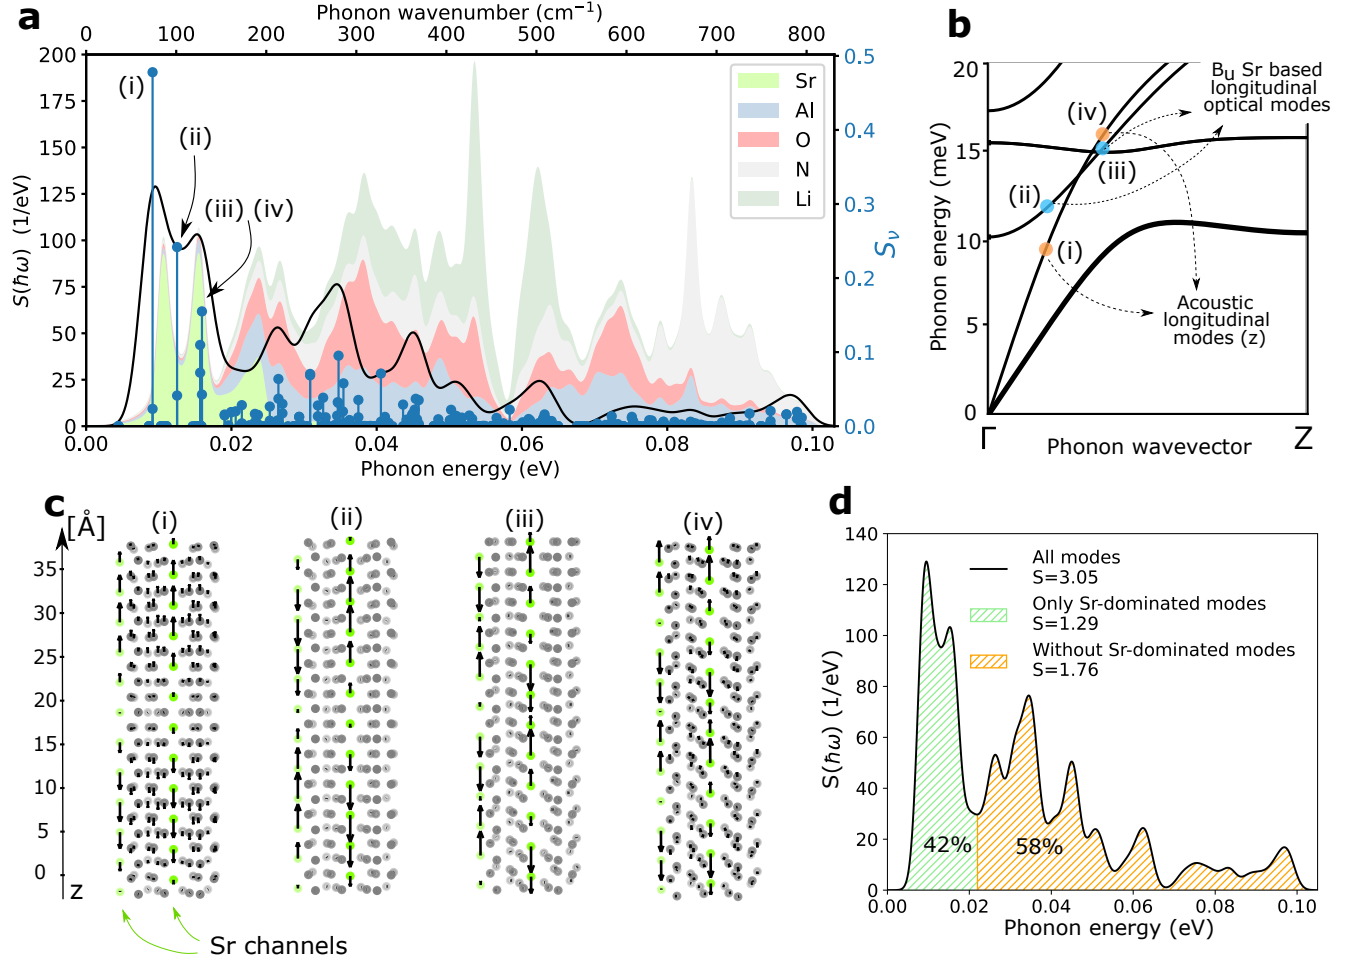 a
Phonon wavenumber (cm⁻¹)
0 100 200 300 400 500 600 700 800
200
175
150
125
100
75
50
25
0
S(ħω) (1/eV)
(i)
(ii)
(iii) (iv)
Sr
Al
O
N
Li
0.5
0.4
0.3
0.2
0.1
0.0
Sν
0.00 0.02 0.04 0.06 0.08 0.10
Phonon energy (eV)
b
20
15
10
5
0
Phonon energy (meV)
Bu Sr based
longitudinal
optical modes
(iv)
(iii)
(ii)
(i)
Acoustic
longitudinal
modes (z)
Γ Z
Phonon wavevector
c
[Å]
(i) (ii) (iii) (iv)
35
30
25
20
15
10
5
0
z
Sr channels
d
140
120
100
80
60
40
20
0
S(ħω) (1/eV)
All modes
S=3.05
Only Sr-dominated modes
S=1.29
Without Sr-dominated modes
S=1.76
42% 58%
0.00 0.02 0.04 0.06 0.08 0.10
Phonon energy (eV)